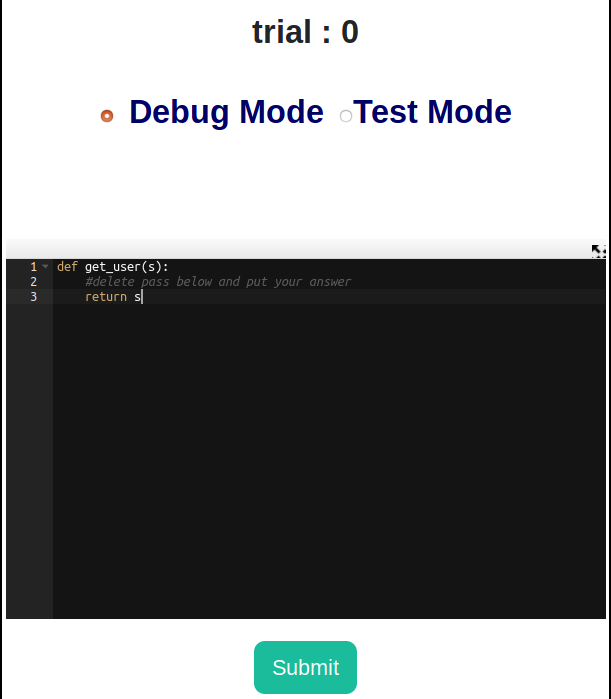 trial : 0
Debug Mode Test Mode
1 def get_user(s):
2 #delete pass below and put your answer
3 return s
Submit